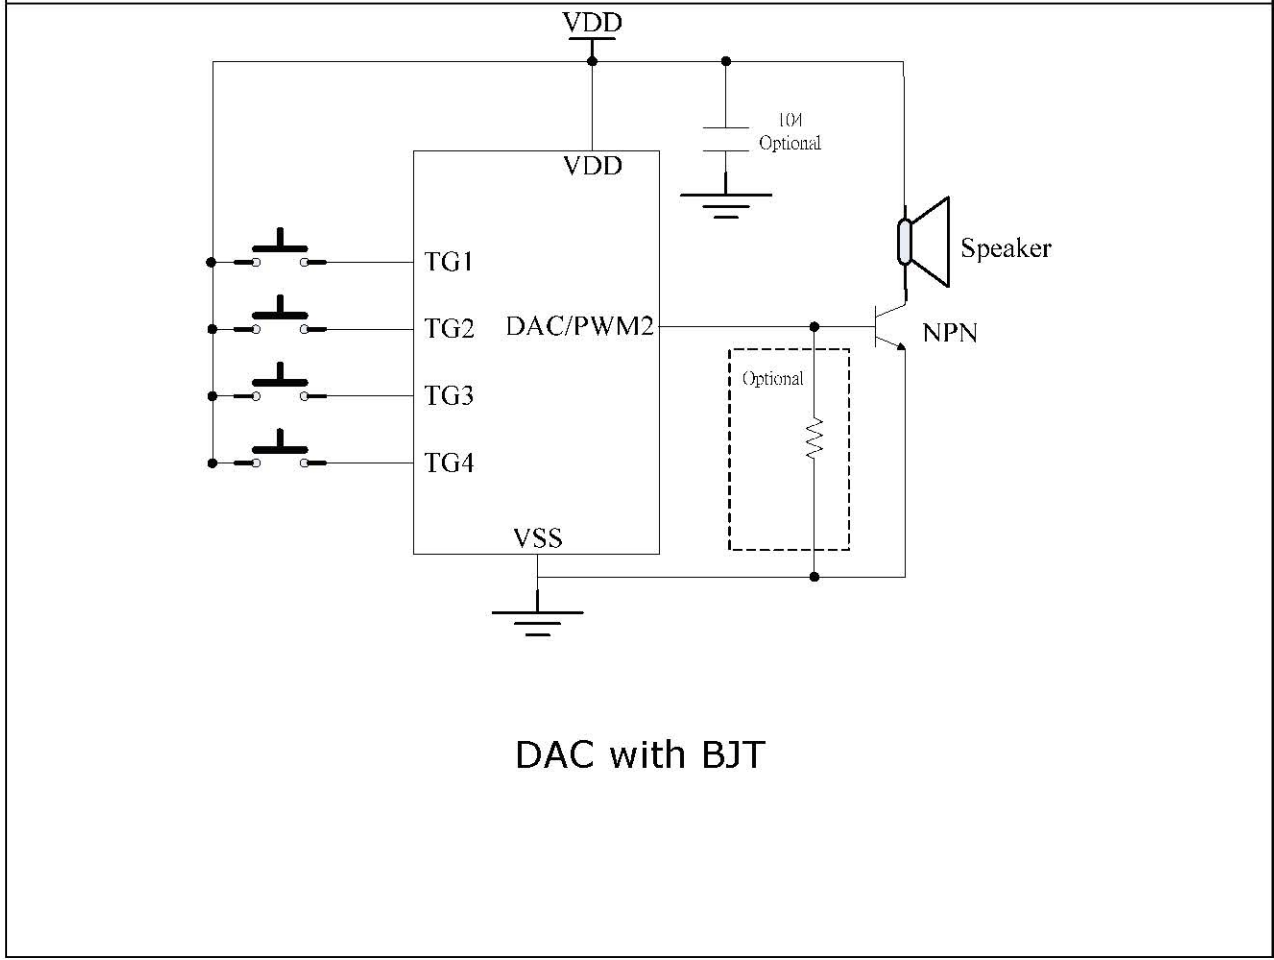 VDD
104
Optional
VDD
TG1
Speaker
TG2
DAC/PWM2
NPN
Optional
TG3
TG4
VSS
DAC with BJT